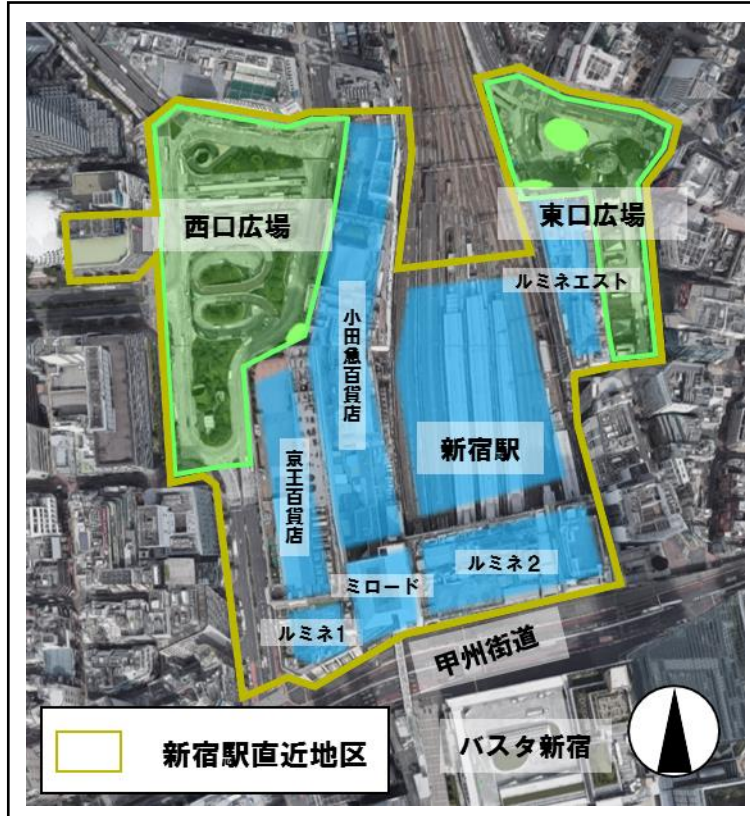 西口広場
東口広場
ルミネエスト
小田急百貨店
新宿駅
京王百貨店
ルミネ2
ミロード
ルミネ1
甲州街道
バスタ新宿
新宿駅直近地区